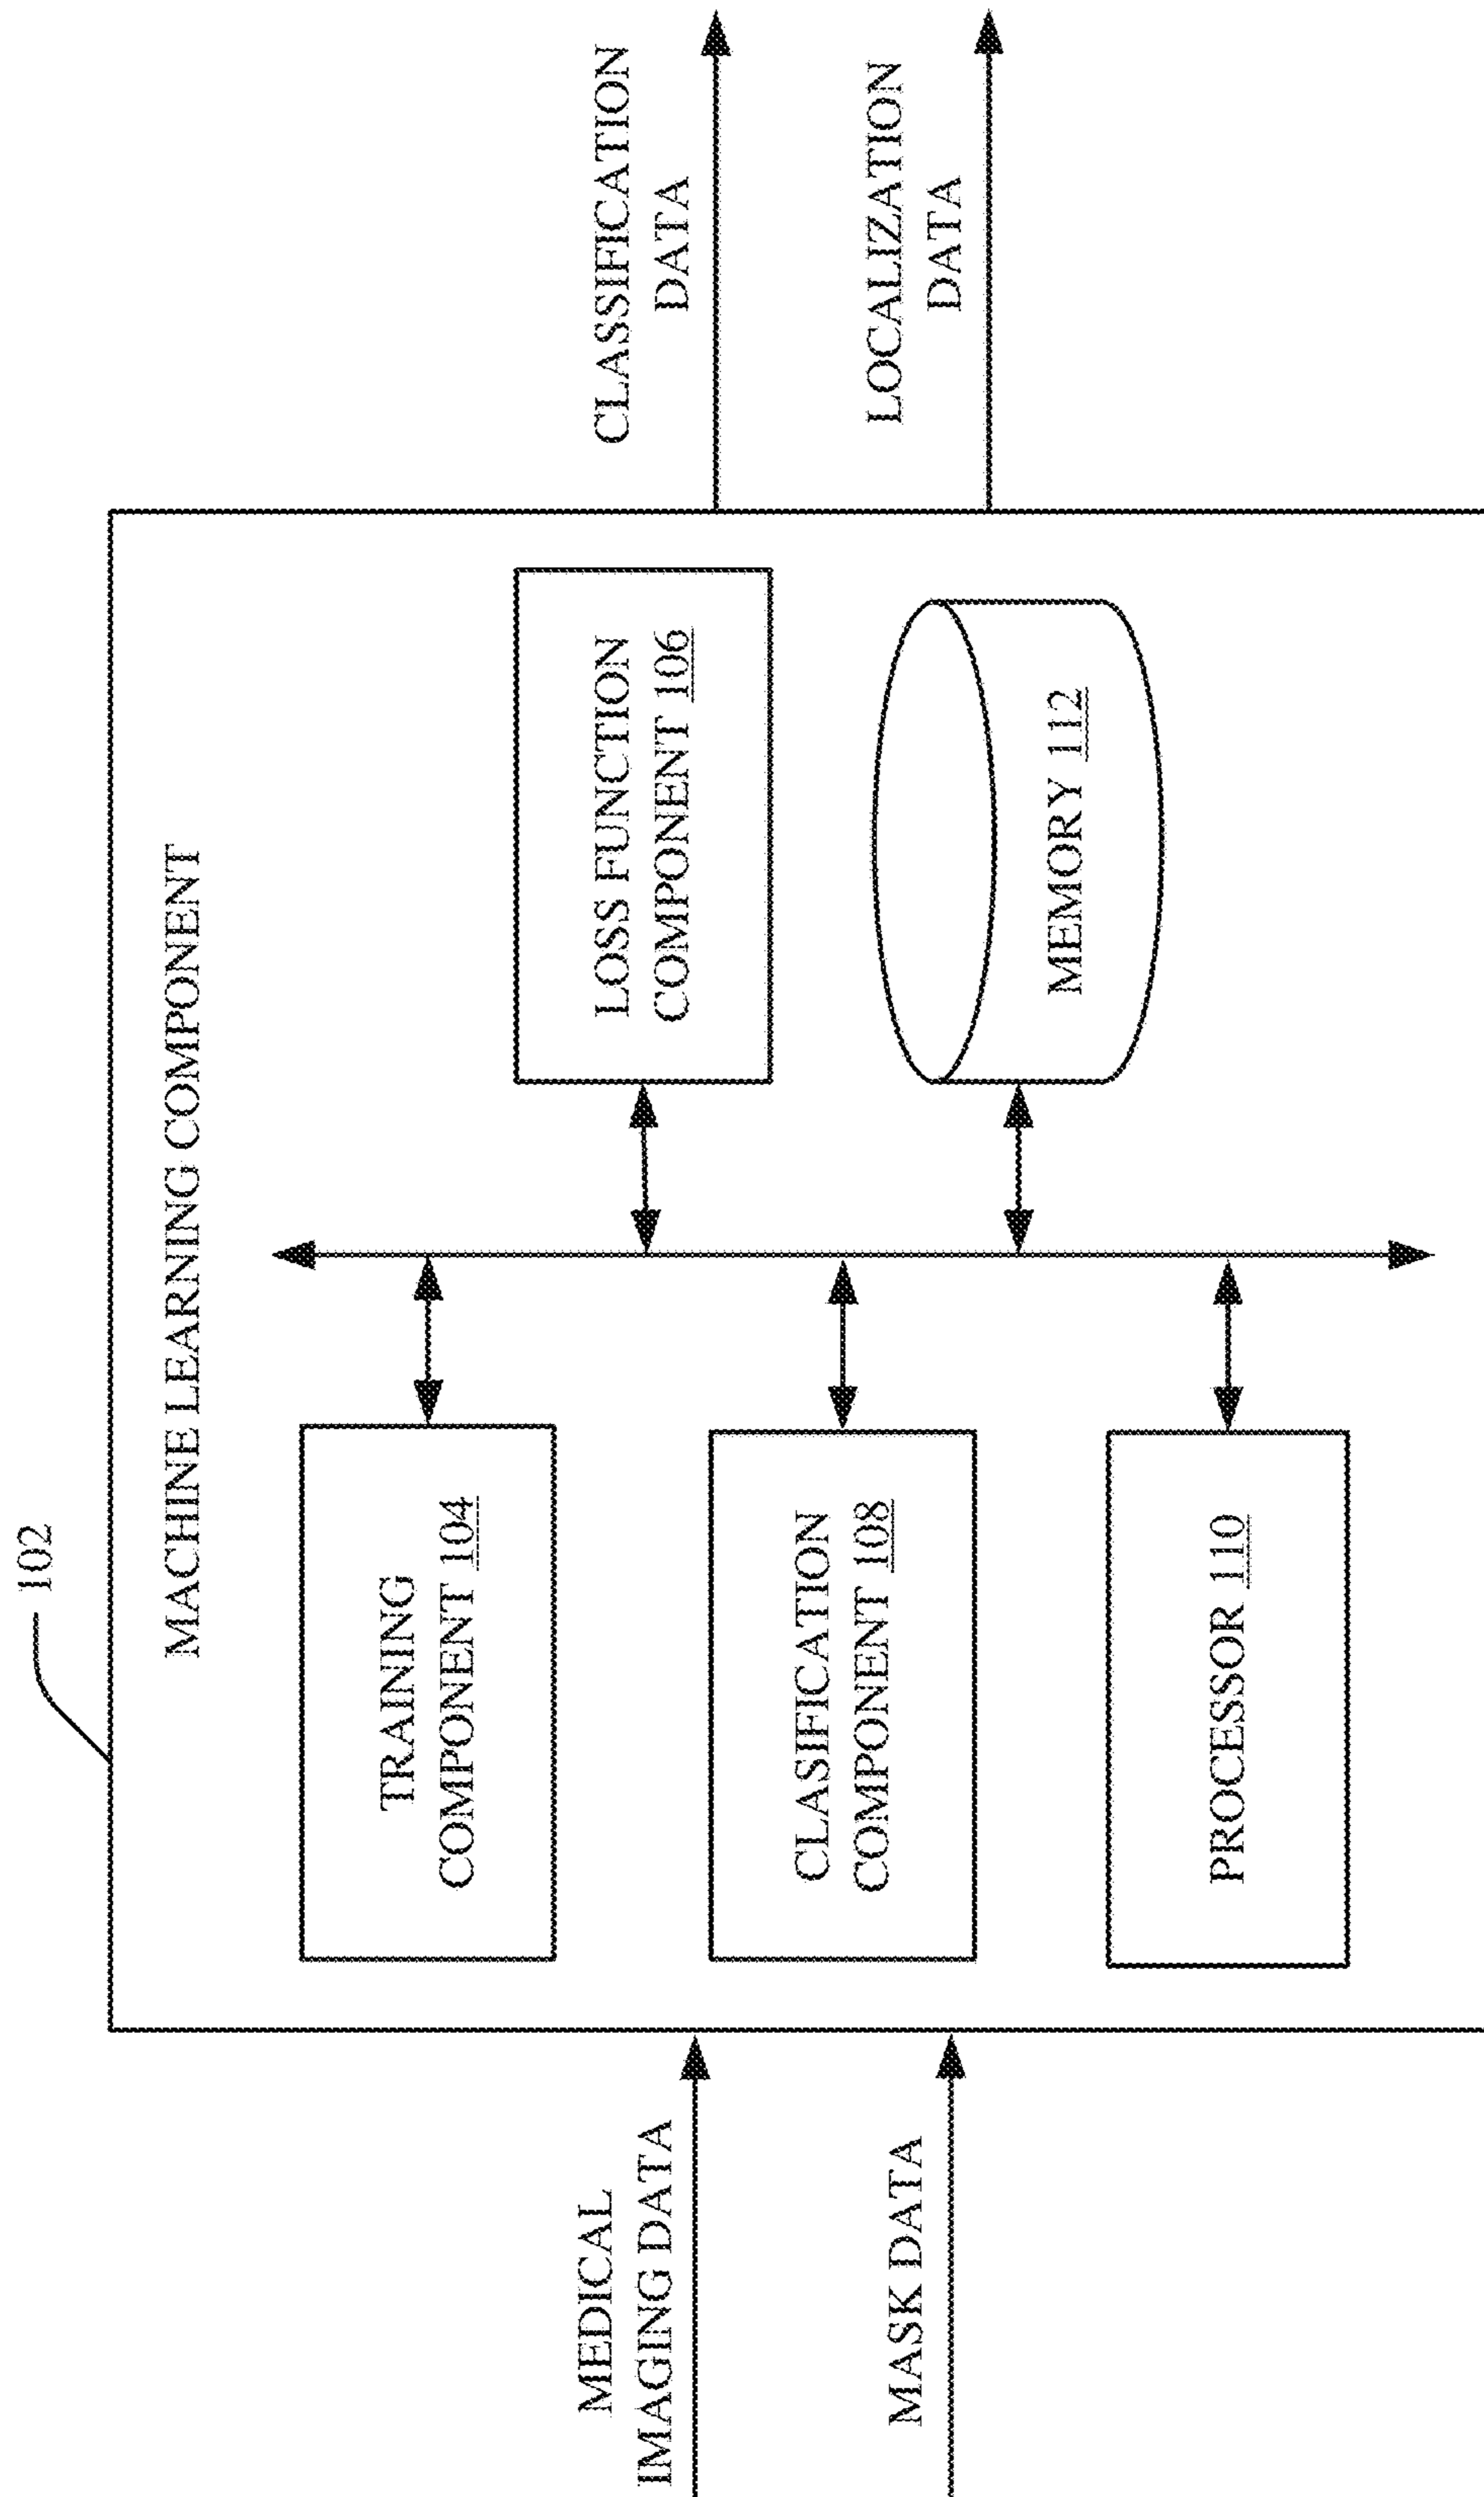 102
MACHINE LEARNING COMPONENT
MEDICAL
IMAGING DATA
MASK DATA
TRAINING
COMPONENT 104
CLASIFICATION
COMPONENT 108
PROCESSOR 110
LOSS FUNCTION
COMPONENT 106
MEMORY 112
CLASSIFICATION
DATA
LOCALIZATION
DATA